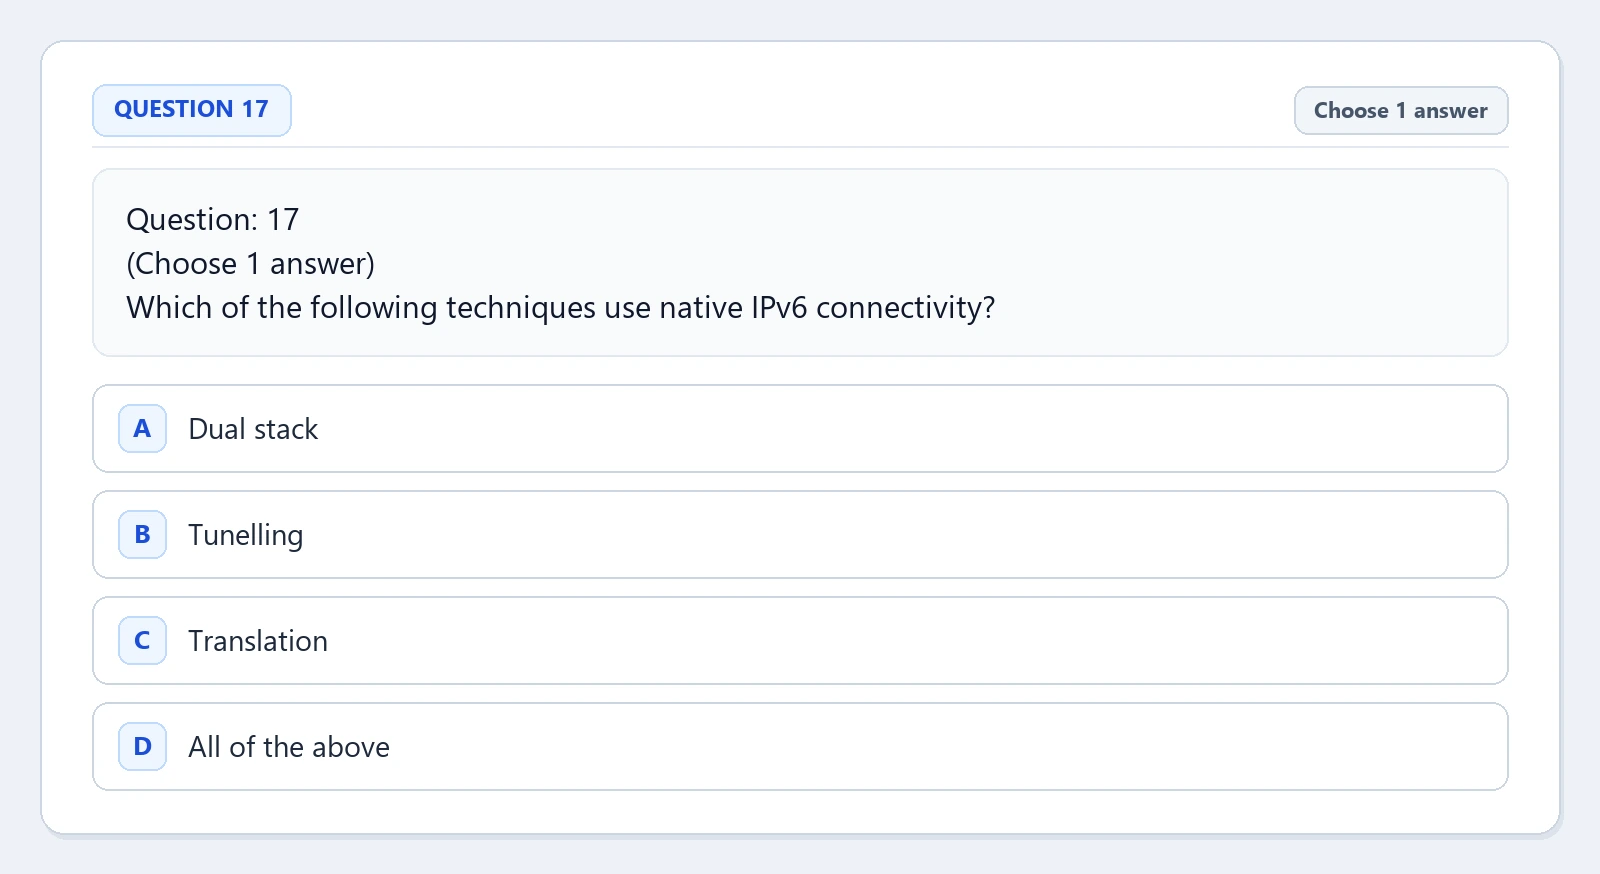 QUESTION 17
Choose 1 answer
Question: 17
(Choose 1 answer)
Which of the following techniques use native IPv6 connectivity?
A Dual stack
B Tunelling
C Translation
D All of the above